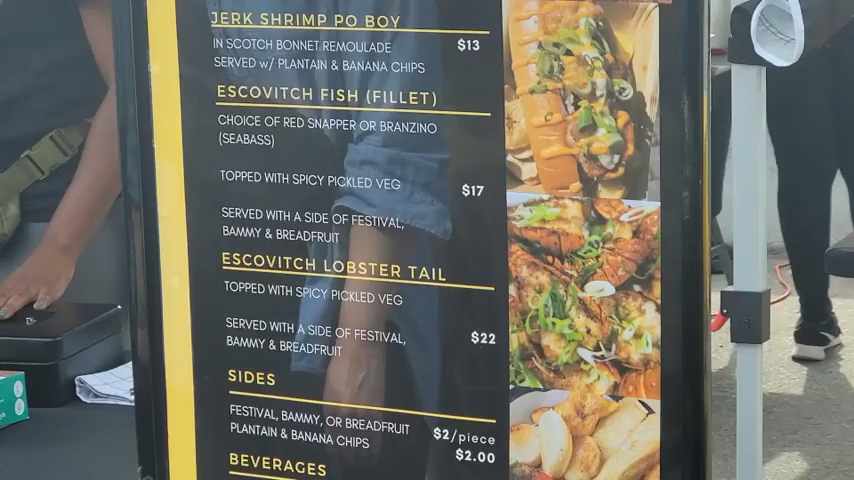 JERK SHRIMP PO BOY
IN SCOTCH BONNET REMOULADE
SERVED w/ PLANTAIN & BANANA CHIPS
$13
ESCOVITCH FISH (FILLET)
CHOICE OF RED SNAPPER OR BRANZINO
(SEABASS)
TOPPED WITH SPICY PICKLED VEG
$17
SERVED WITH A SIDE OF FESTIVAL,
BAMMY & BREADFRUIT
ESCOVITCH LOBSTER TAIL
TOPPED WITH SPICY PICKLED VEG
SERVED WITH A SIDE OF FESTIVAL,
BAMMY & BREADFRUIT
$22
SIDES
FESTIVAL, BAMMY, OR BREADFRUIT
$2/piece
PLANTAIN & BANANA CHIPS
$2.00
BEVERAGES